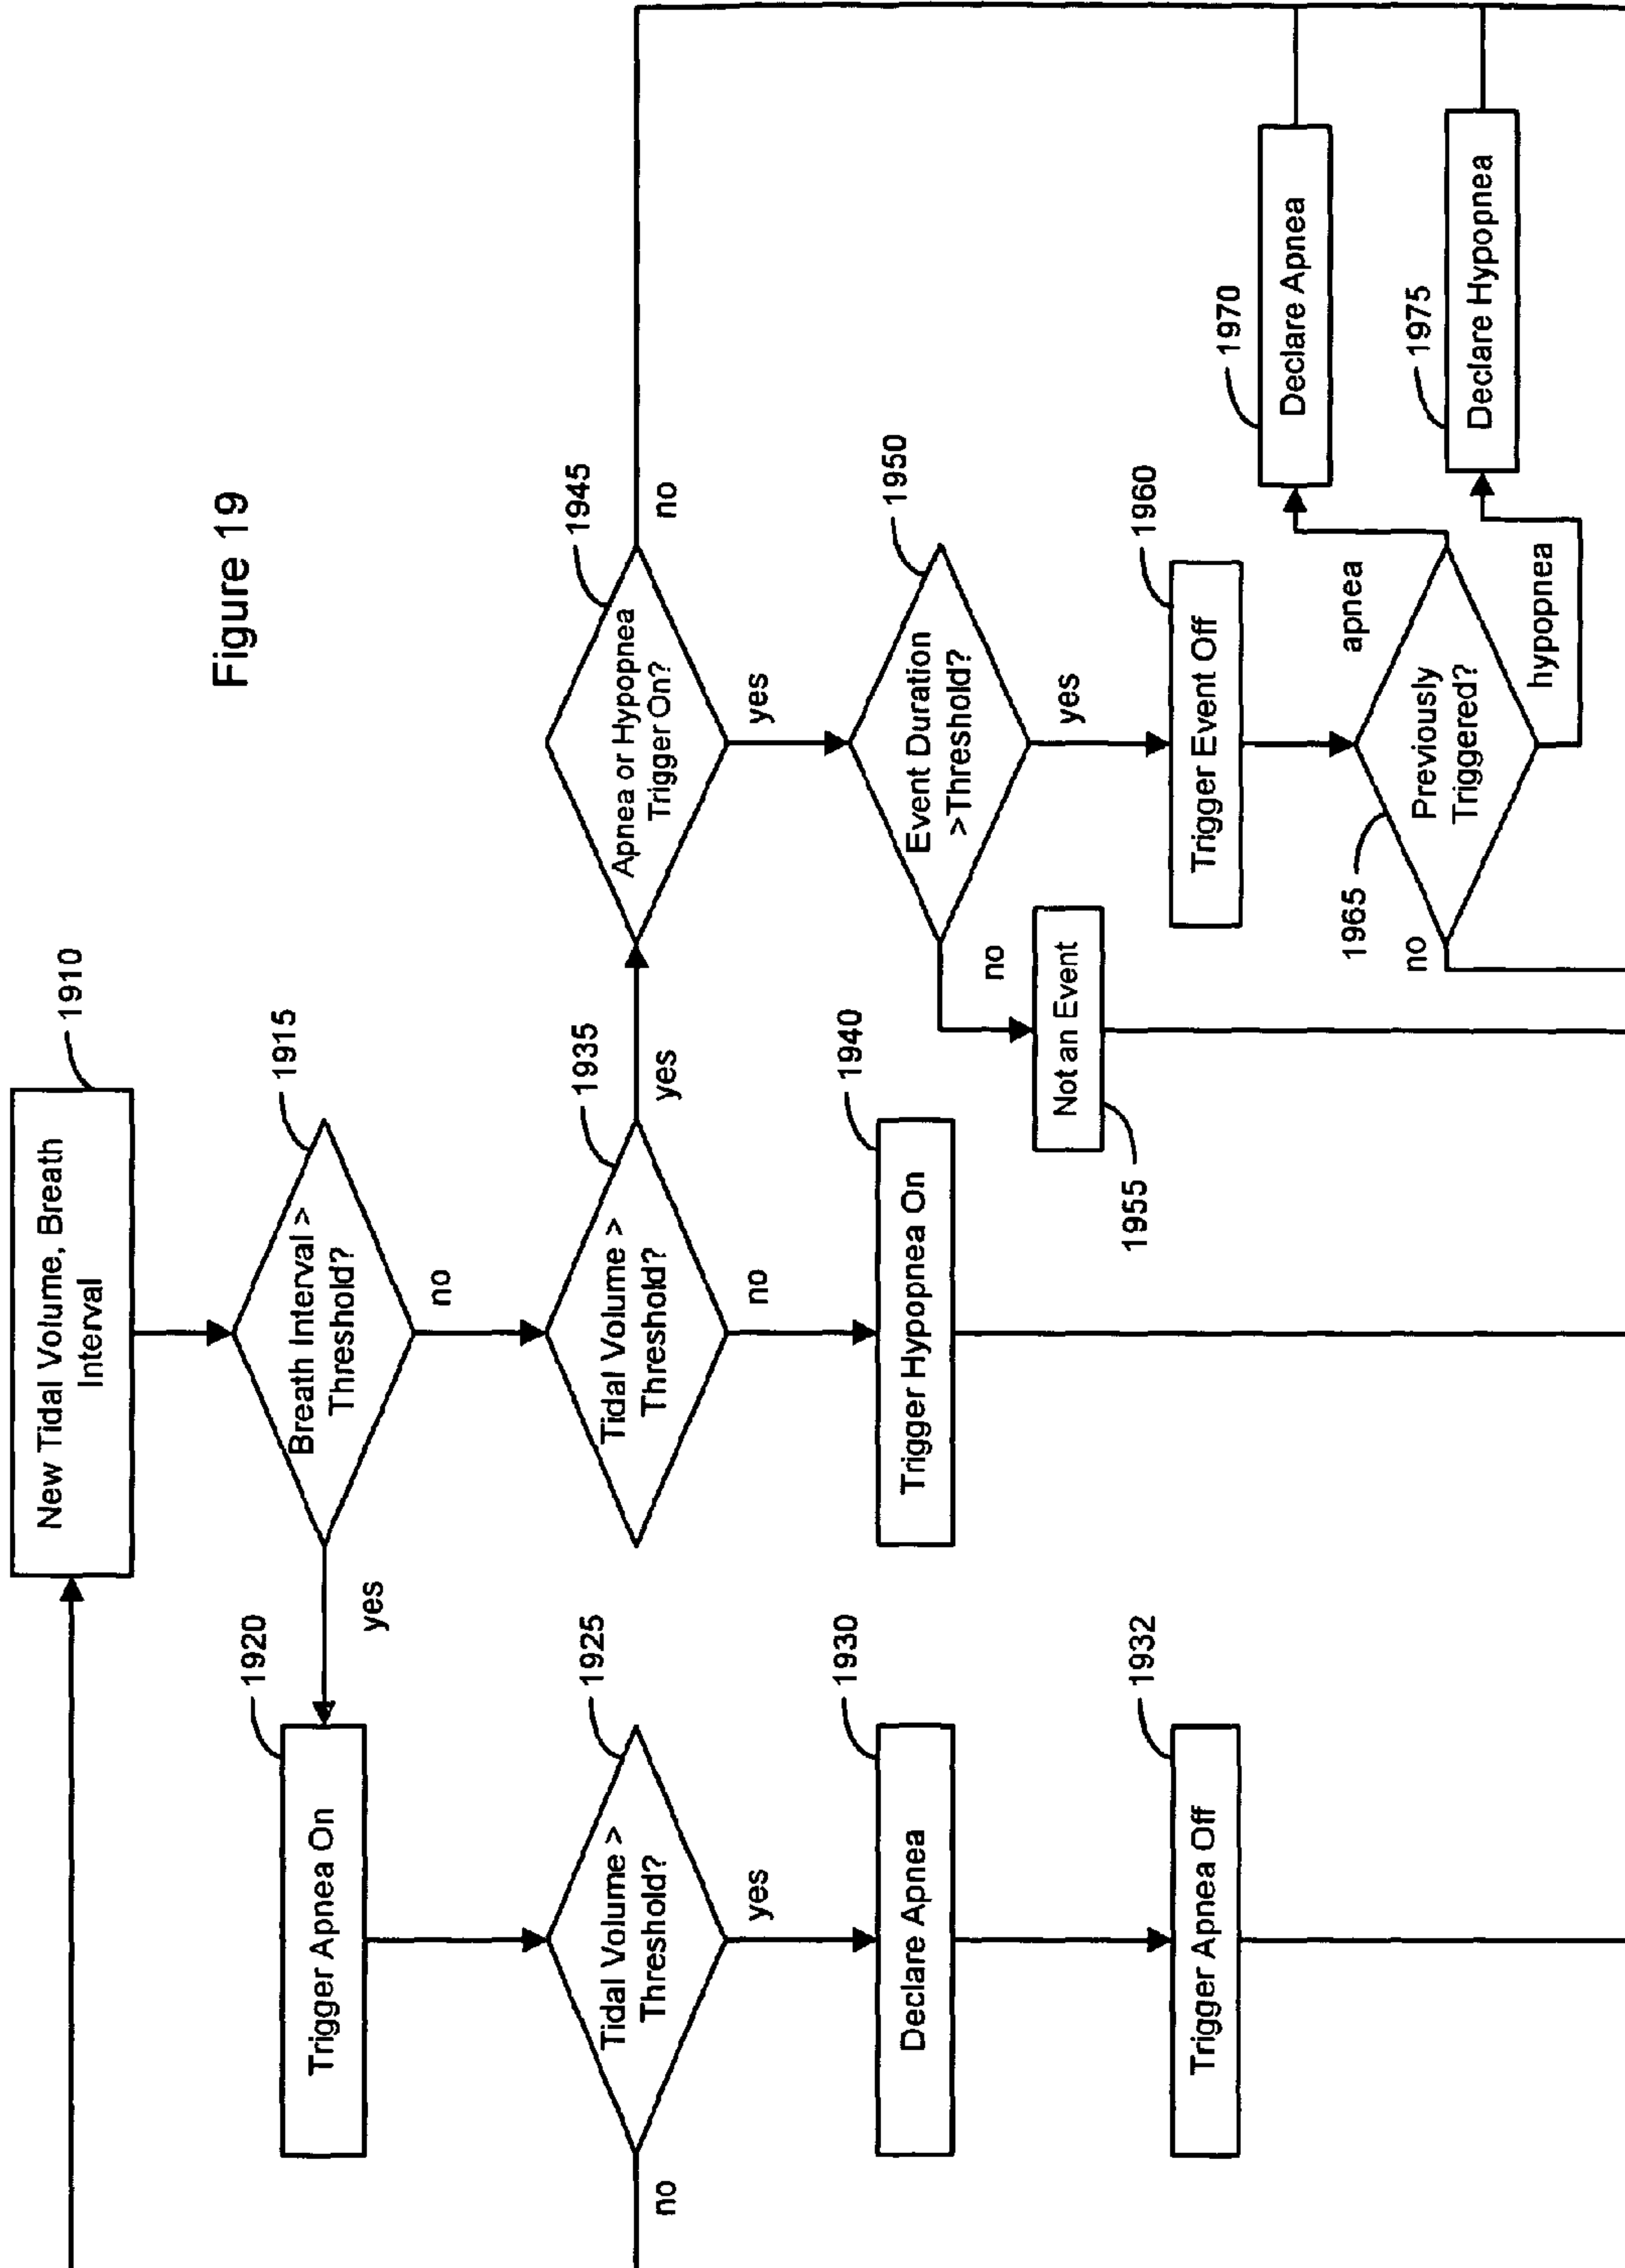 Figure 19
New Tidal Volume, Breath
Interval
1910
Breath Interval >
Threshold?
1915
yes
no
Trigger Apnea On
1920
Tidal Volume >
Threshold?
1925
no
yes
Declare Apnea
1930
Trigger Apnea Off
1932
Tidal Volume >
Threshold?
1935
yes
no
Trigger Hypopnea On
1940
Apnea or Hypopnea
Trigger On?
1945
no
yes
Event Duration
>Threshold?
1950
no
yes
Not an Event
1955
Trigger Event Off
1960
Previously
Triggered?
1965
no
apnea
hypopnea
Declare Apnea
1970
Declare Hypopnea
1975